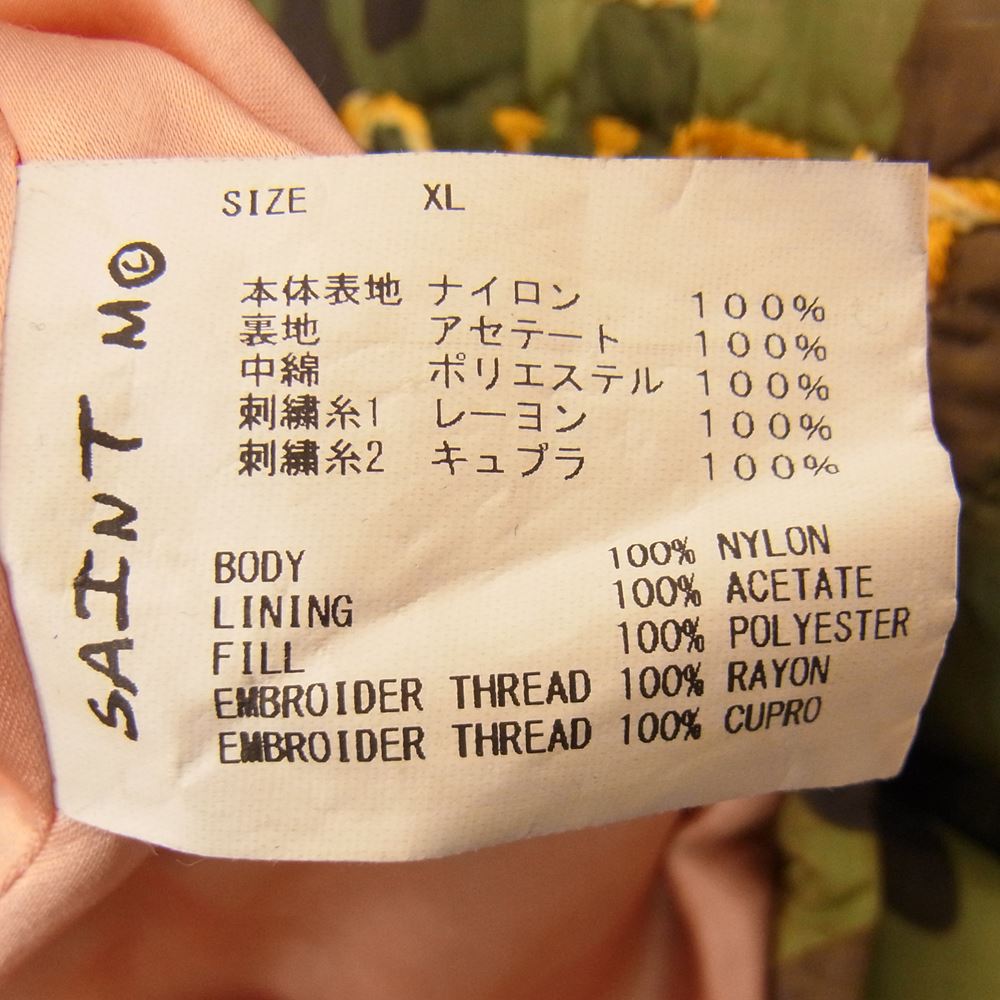 SAINT M
SIZE XL
本体表地 ナイロン 100%
裏地 アセテート 100%
中綿 ポリエステル 100%
刺繍糸1 レーヨン 100%
刺繍糸2 キュプラ 100%
BODY 100% NYLON
LINING 100% ACETATE
FILL 100% POLYESTER
EMBROIDER THREAD 100% RAYON
EMBROIDER THREAD 100% CUPRO